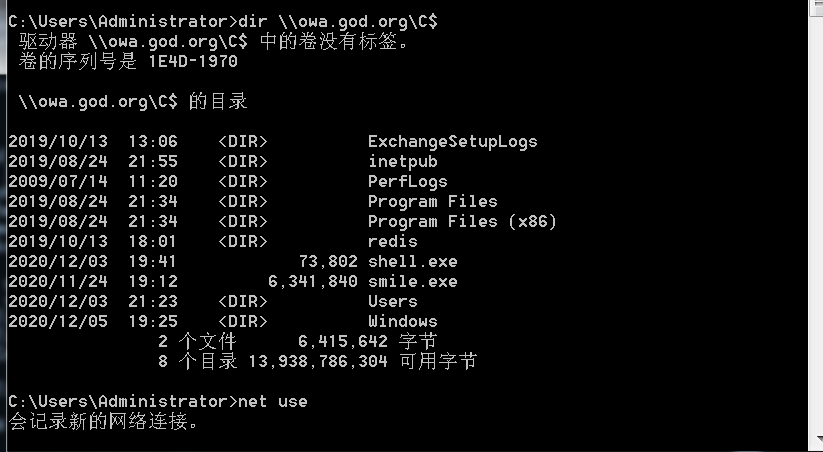 C:\Users\Administrator>dir \\owa.god.org\C$
驱动器 \\owa.god.org\C$ 中的卷没有标签。
卷的序列号是 1E4D-1970
\\owa.god.org\C$ 的目录
2019/10/13  13:06    <DIR>          ExchangeSetupLogs
2019/08/24  21:55    <DIR>          inetpub
2009/07/14  11:20    <DIR>          PerfLogs
2019/08/24  21:34    <DIR>          Program Files
2019/08/24  21:34    <DIR>          Program Files (x86)
2019/10/13  18:01    <DIR>          redis
2020/12/03  19:41            73,802 shell.exe
2020/11/24  19:12         6,341,840 smile.exe
2020/12/03  21:23    <DIR>          Users
2020/12/05  19:25    <DIR>          Windows
2 个文件      6,415,642 字节
8 个目录 13,938,786,304 可用字节
C:\Users\Administrator>net use
会记录新的网络连接。